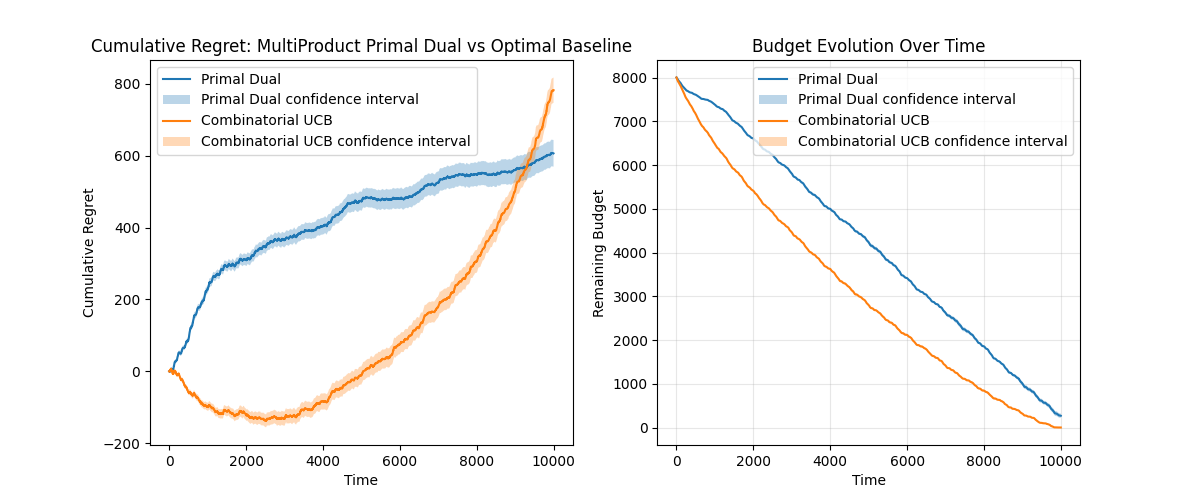 Cumulative Regret: MultiProduct Primal Dual vs Optimal Baseline
Cumulative Regret
800
600
400
200
0
−200
Primal Dual
Primal Dual confidence interval
Combinatorial UCB
Combinatorial UCB confidence interval
0 2000 4000 6000 8000 10000
Time
Budget Evolution Over Time
Remaining Budget
8000
7000
6000
5000
4000
3000
2000
1000
0
Primal Dual
Primal Dual confidence interval
Combinatorial UCB
Combinatorial UCB confidence interval
0 2000 4000 6000 8000 10000
Time